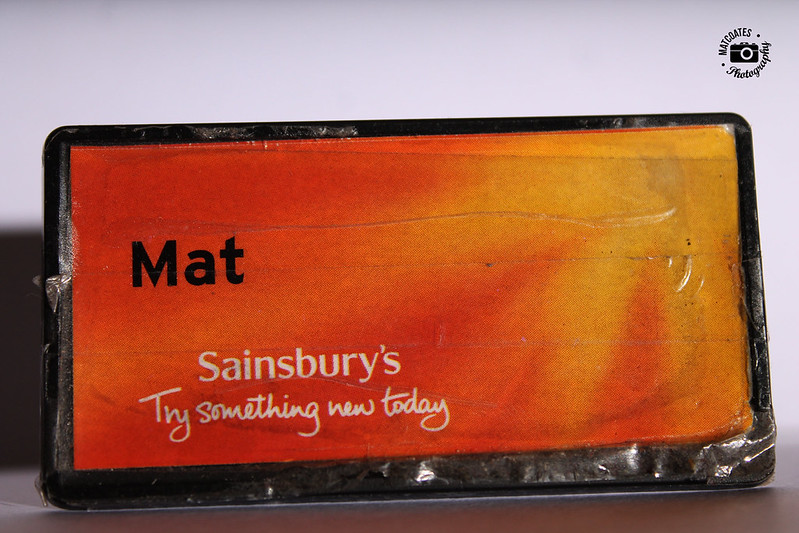 MATCOATES
Photography
Mat
Sainsbury's
Try something new today